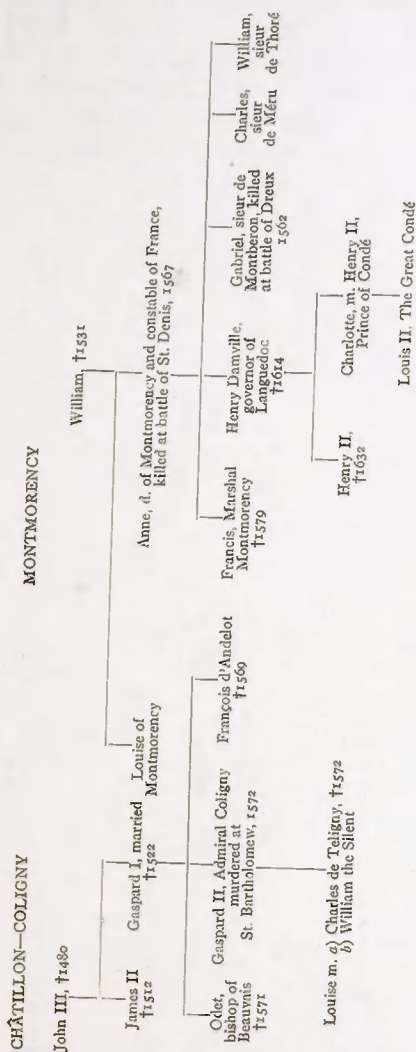 CHÂTILLON—COLIGNY
John III, †1480
James II
†1512
Gaspard I, married
†1522
Louise of
Montmorency
Odet,
bishop of
Beauvais
†1571
Gaspard II, Admiral Coligny
murdered at
St. Bartholomew, 1572
François d'Andelot
†1569
Louise m. a) Charles de Teligny, †1572
b) William the Silent
MONTMORENCY
William, †1531
Anne, d. of Montmorency and constable of France,
killed at battle of St. Denis, 1567
Francis, Marshal
Montmorency
†1579
Henry Damville,
governor of
Languedoc
†1614
Gabriel, sieur de
Montberon, killed
at battle of Dreux
1562
Charles,
sieur
de Méru
William,
sieur
de Thoré
Henry II,
†1632
Charlotte, m. Henry II,
Prince of Condé
Louis II, The Great Condé